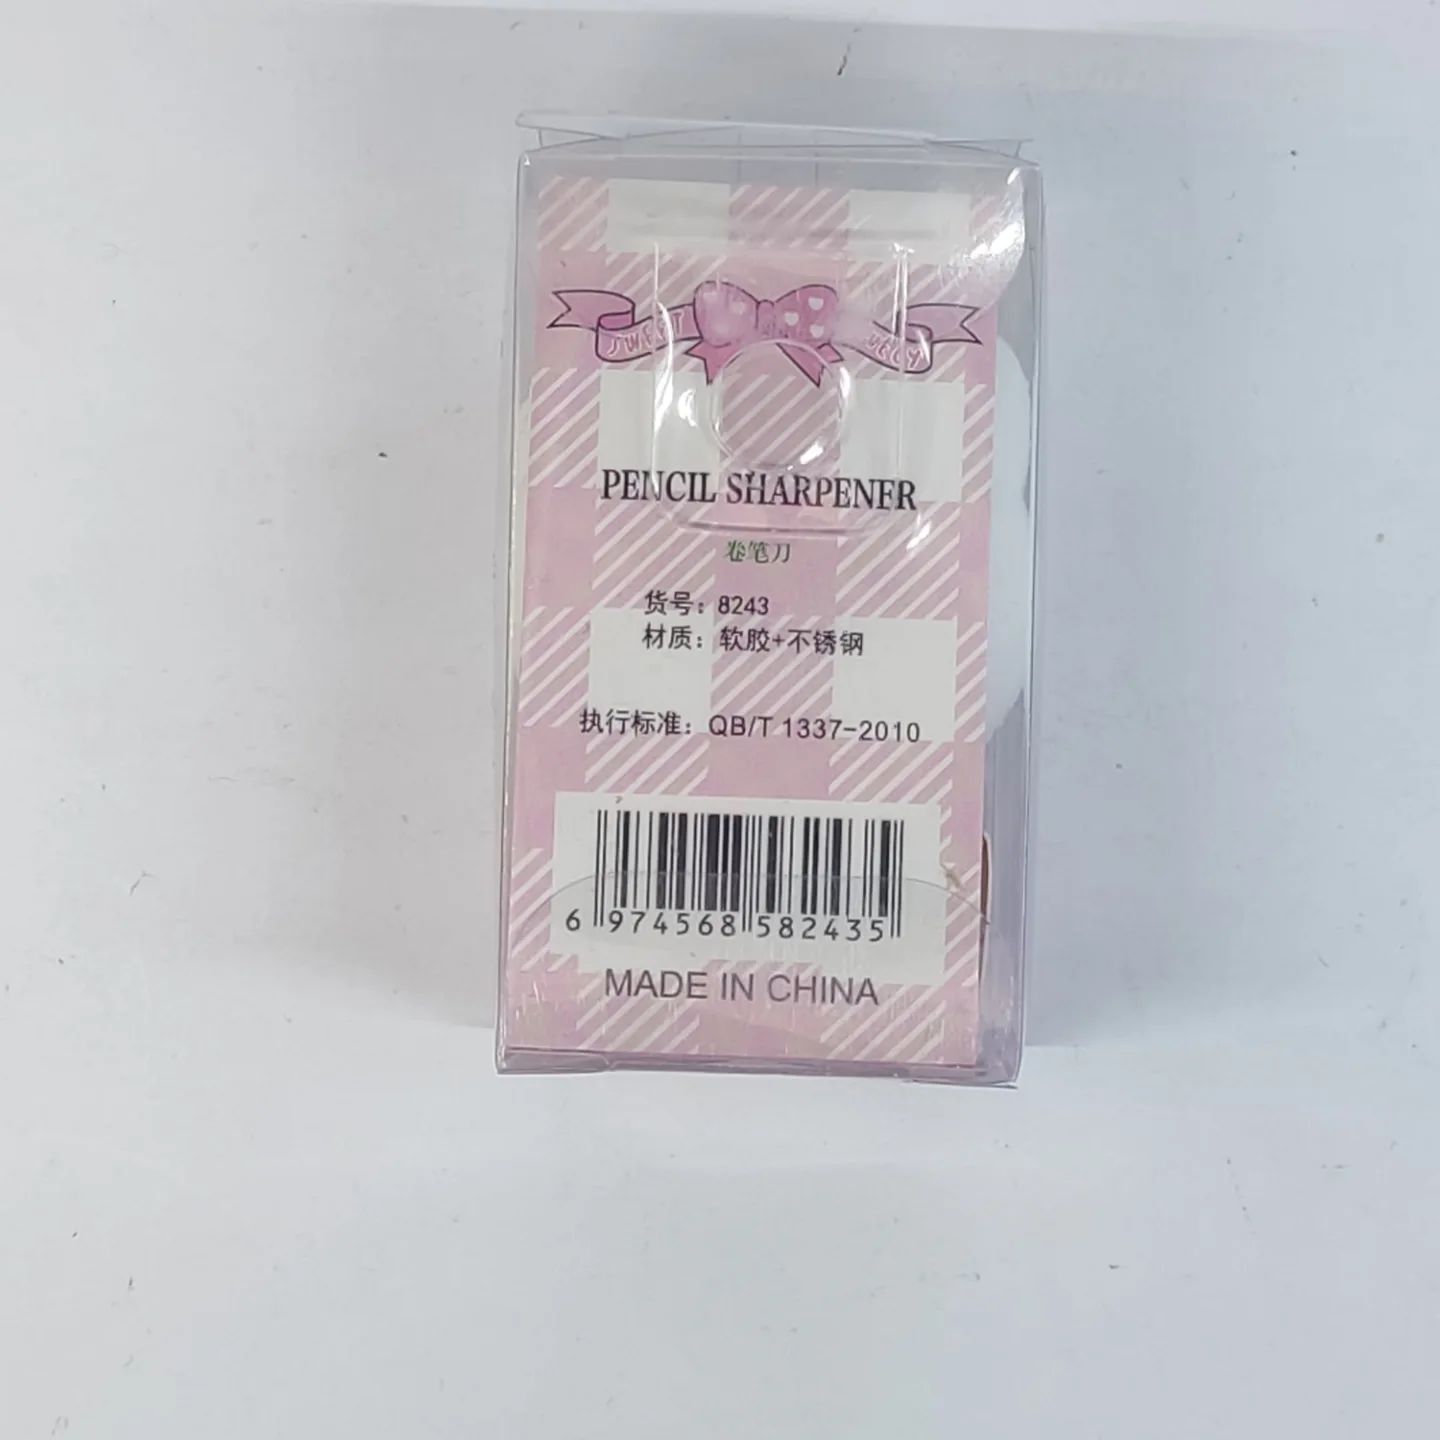 SWEET
PENCIL SHARPENER
卷笔刀
货号：8243
材质：软胶+不锈钢
执行标准：QB/T 1337-2010
6 974568 582435
MADE IN CHINA